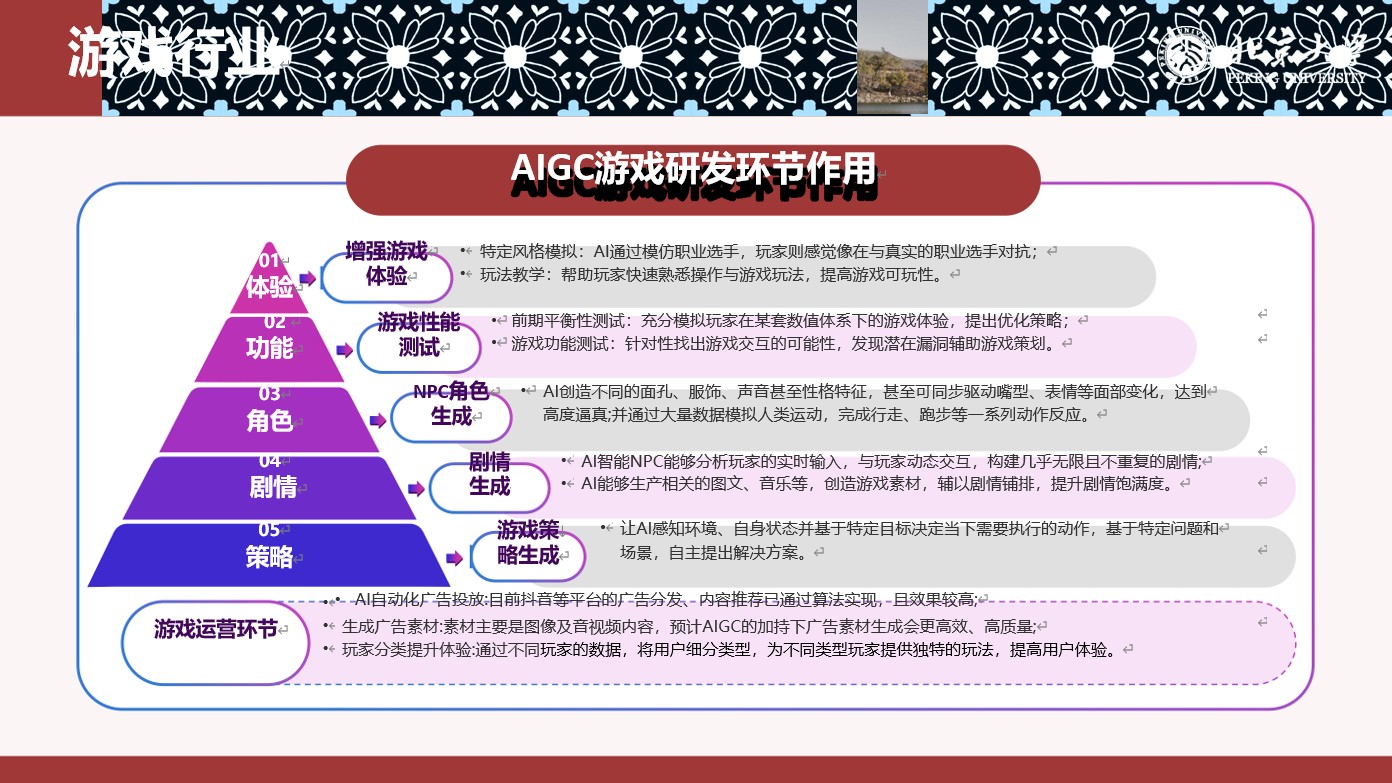 游戏行业
北京大学
PEKING UNIVERSITY
AIGC游戏研发环节作用
01
体验
增强游戏
体验
• 特定风格模拟：AI通过模仿职业选手，玩家则感觉像在与真实的职业选手对抗；
• 玩法教学：帮助玩家快速熟悉操作与游戏玩法，提高游戏可玩性。
02
功能
游戏性能
测试
• 前期平衡性测试：充分模拟玩家在某套数值体系下的游戏体验，提出优化策略；
• 游戏功能测试：针对性找出游戏交互的可能性，发现潜在漏洞辅助游戏策划。
03
角色
NPC角色
生成
• AI创造不同的面孔、服饰、声音甚至性格特征，甚至可同步驱动嘴型、表情等面部变化，达到
高度逼真;并通过大量数据模拟人类运动，完成行走、跑步等一系列动作反应。
04
剧情
剧情
生成
• AI智能NPC能够分析玩家的实时输入，与玩家动态交互，构建几乎无限且不重复的剧情;
• AI能够生产相关的图文、音乐等，创造游戏素材，辅以剧情铺排，提升剧情饱满度。
05
策略
游戏策
略生成
• 让AI感知环境、自身状态并基于特定目标决定当下需要执行的动作，基于特定问题和
场景，自主提出解决方案。
游戏运营环节
• AI自动化广告投放:目前抖音等平台的广告分发、内容推荐已通过算法实现，且效果较高;
• 生成广告素材:素材主要是图像及音视频内容，预计AIGC的加持下广告素材生成会更高效、高质量;
• 玩家分类提升体验:通过不同玩家的数据，将用户细分类型，为不同类型玩家提供独特的玩法，提高用户体验。